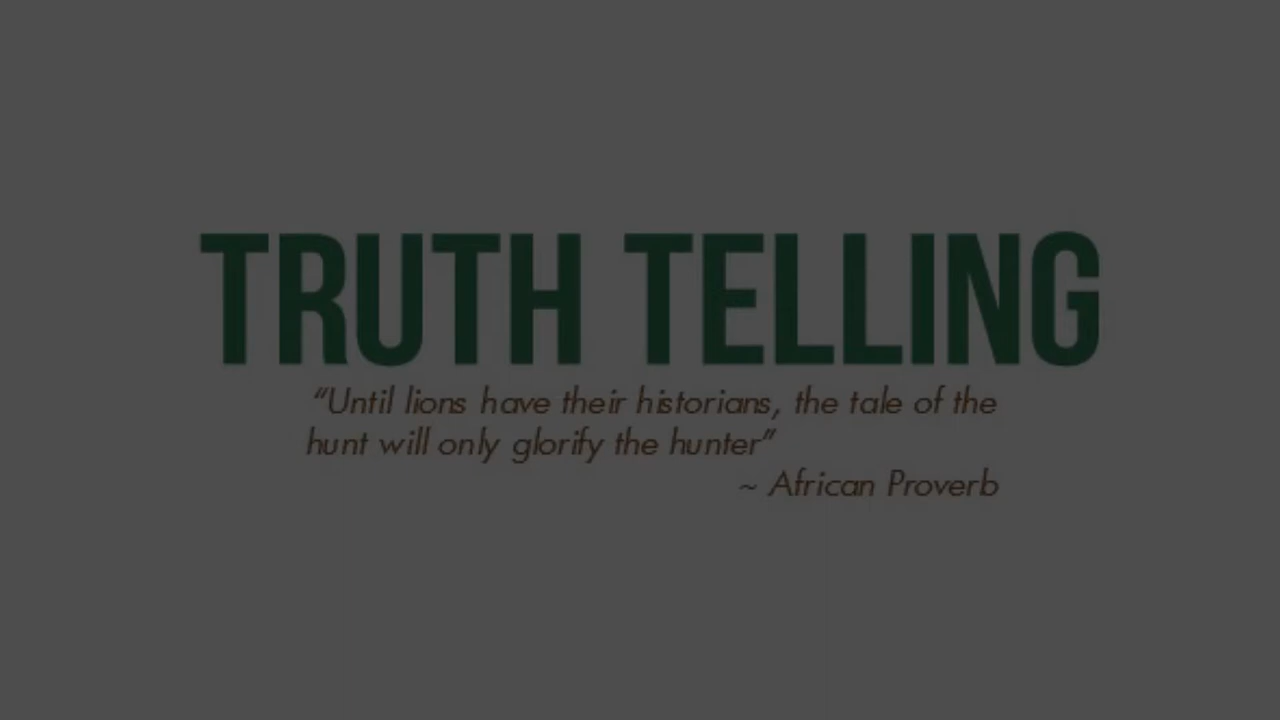 TRUTH TELLING
“Until lions have their historians, the tale of the
hunt will only glorify the hunter”
~ African Proverb